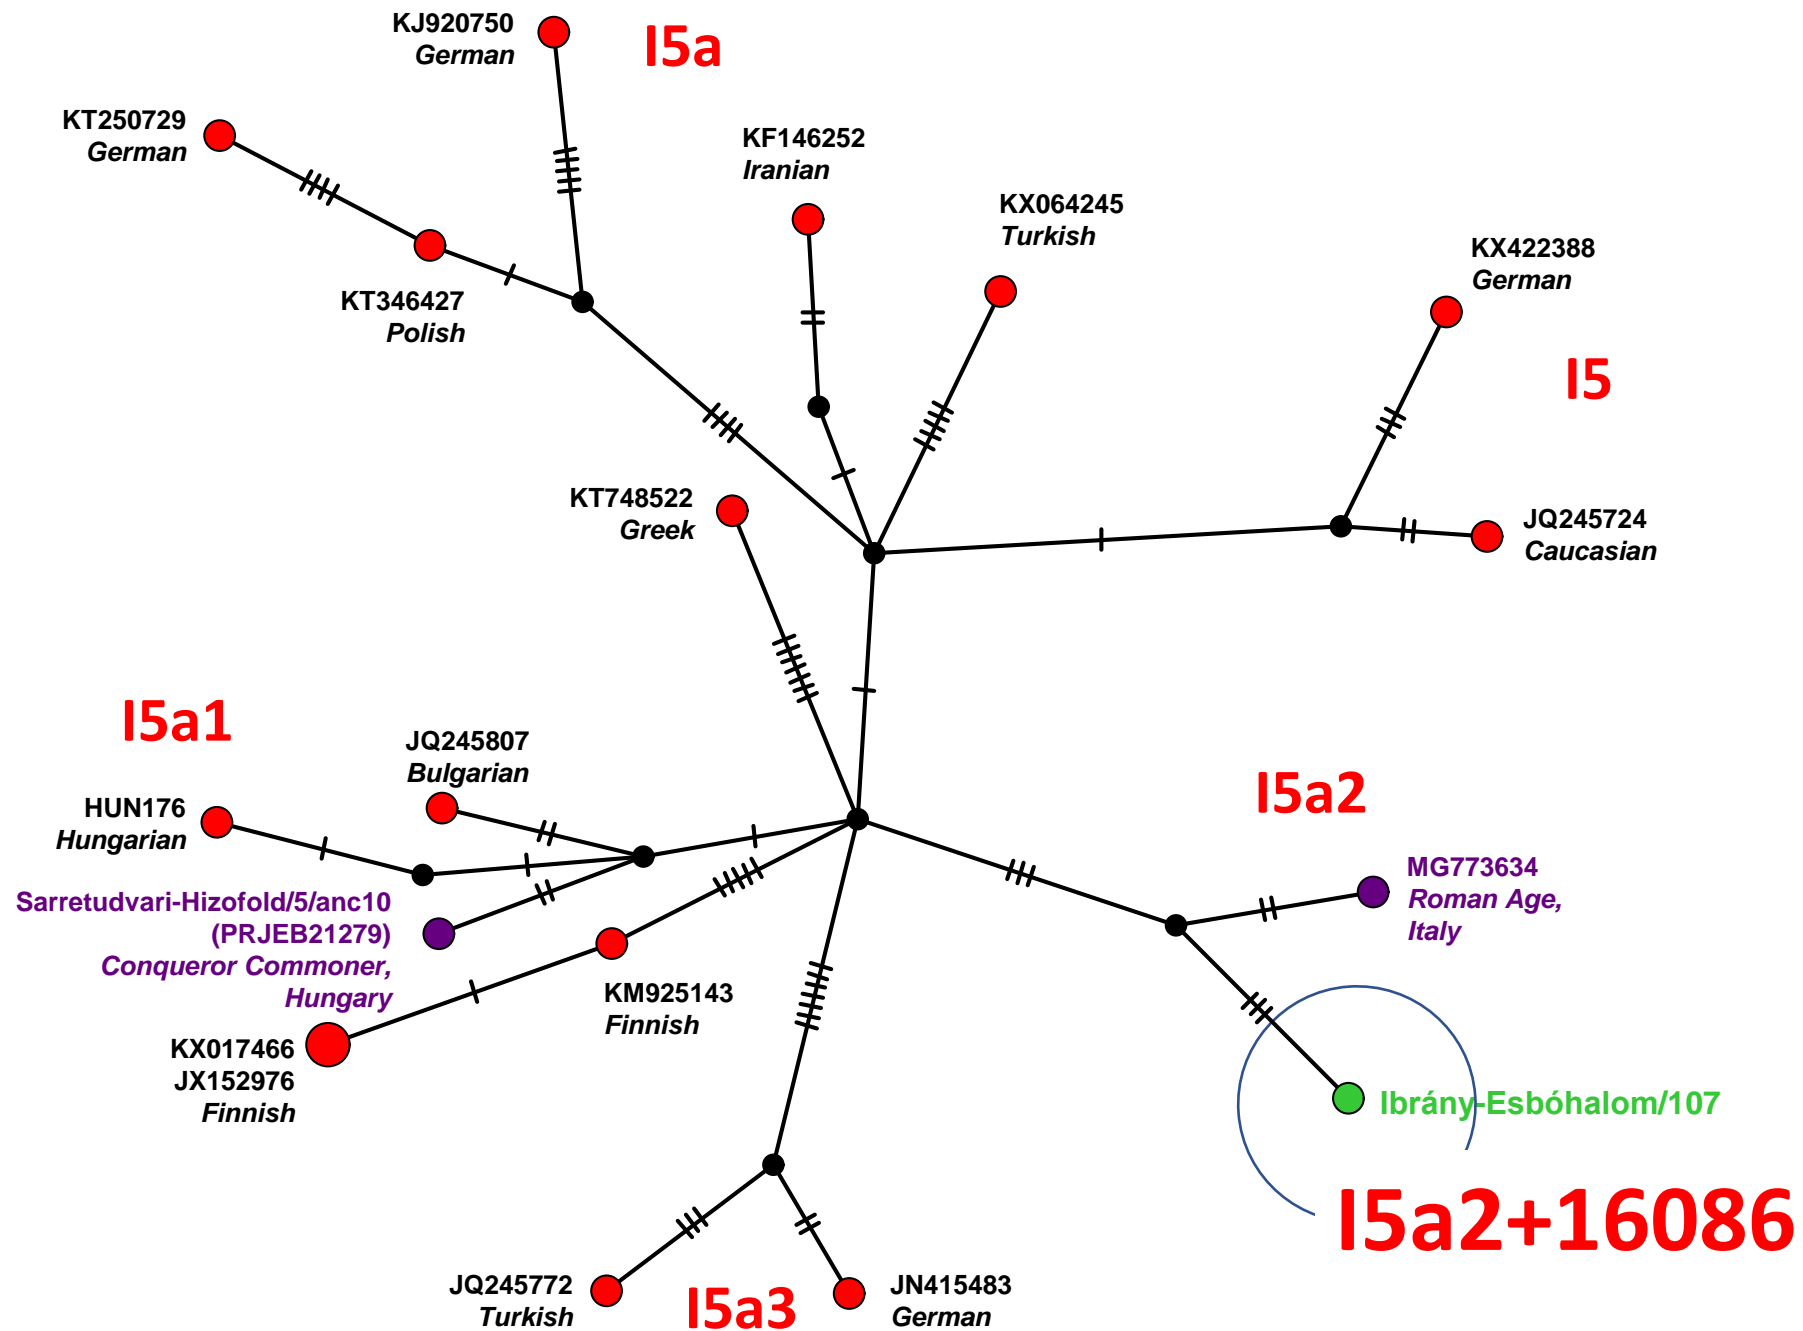 KJ920750
German
I5a
KT250729
German
KF146252
Iranian
KX064245
Turkish
KX422388
German
KT346427
Polish
I5
KT748522
Greek
JQ245724
Caucasian
I5a1
JQ245807
Bulgarian
I5a2
HUN176
Hungarian
MG773634
Roman Age,
Italy
Sarretudvari-Hizofold/5/anc10
(PRJEB21279)
Conqueror Commoner,
Hungary
KM925143
Finnish
KX017466
JX152976
Finnish
Ibrány-Esbóhalom/107
I5a2+16086
JQ245772
Turkish
I5a3
JN415483
German